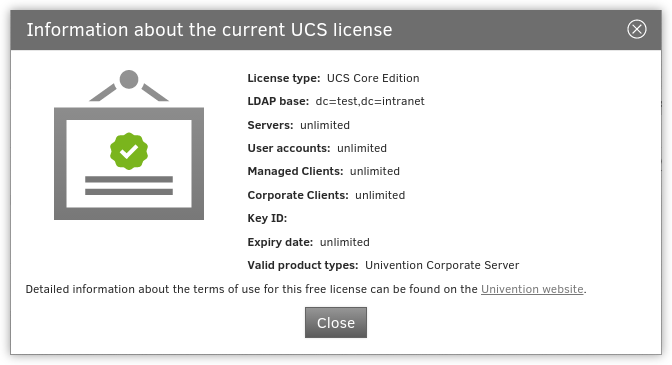 Information about the current UCS license
License type: UCS Core Edition
LDAP base: dc=test,dc=intranet
Servers: unlimited
User accounts: unlimited
Managed Clients: unlimited
Corporate Clients: unlimited
Key ID:
Expiry date: unlimited
Valid product types: Univention Corporate Server
Detailed information about the terms of use for this free license can be found on the Univention website.
Close